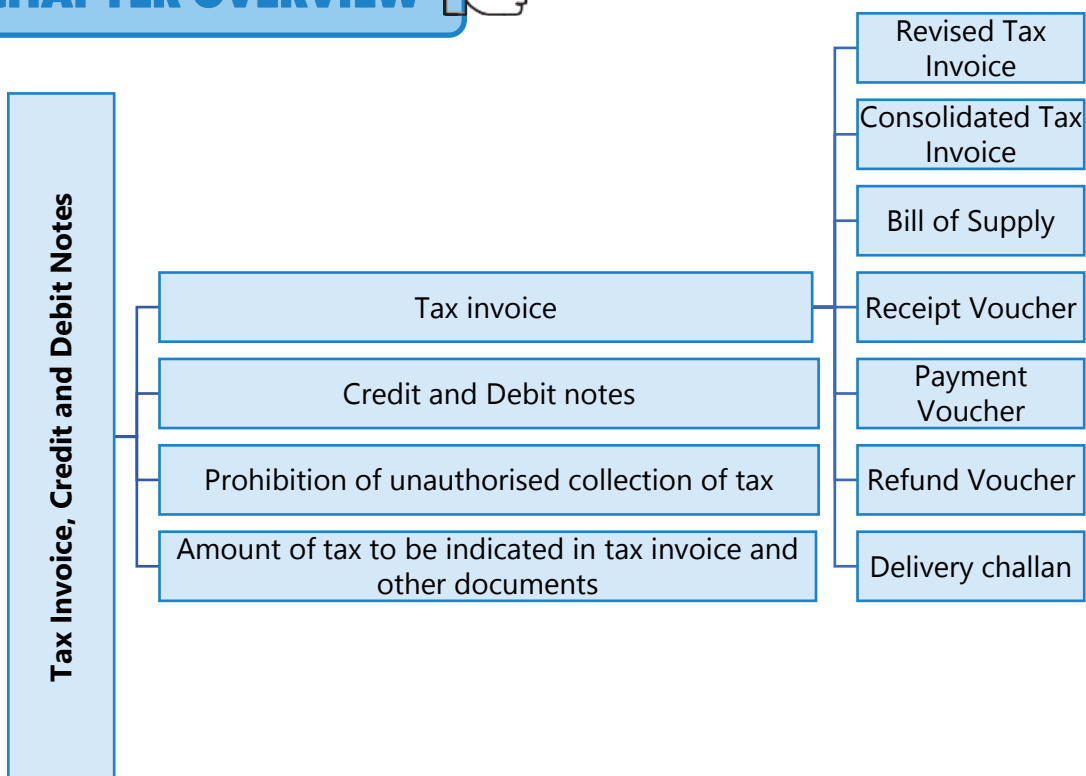 CHAPTER OVERVIEW
Tax Invoice, Credit and Debit Notes
Tax invoice
Credit and Debit notes
Prohibition of unauthorised collection of tax
Amount of tax to be indicated in tax invoice and
other documents
Revised Tax
Invoice
Consolidated Tax
Invoice
Bill of Supply
Receipt Voucher
Payment
Voucher
Refund Voucher
Delivery challan